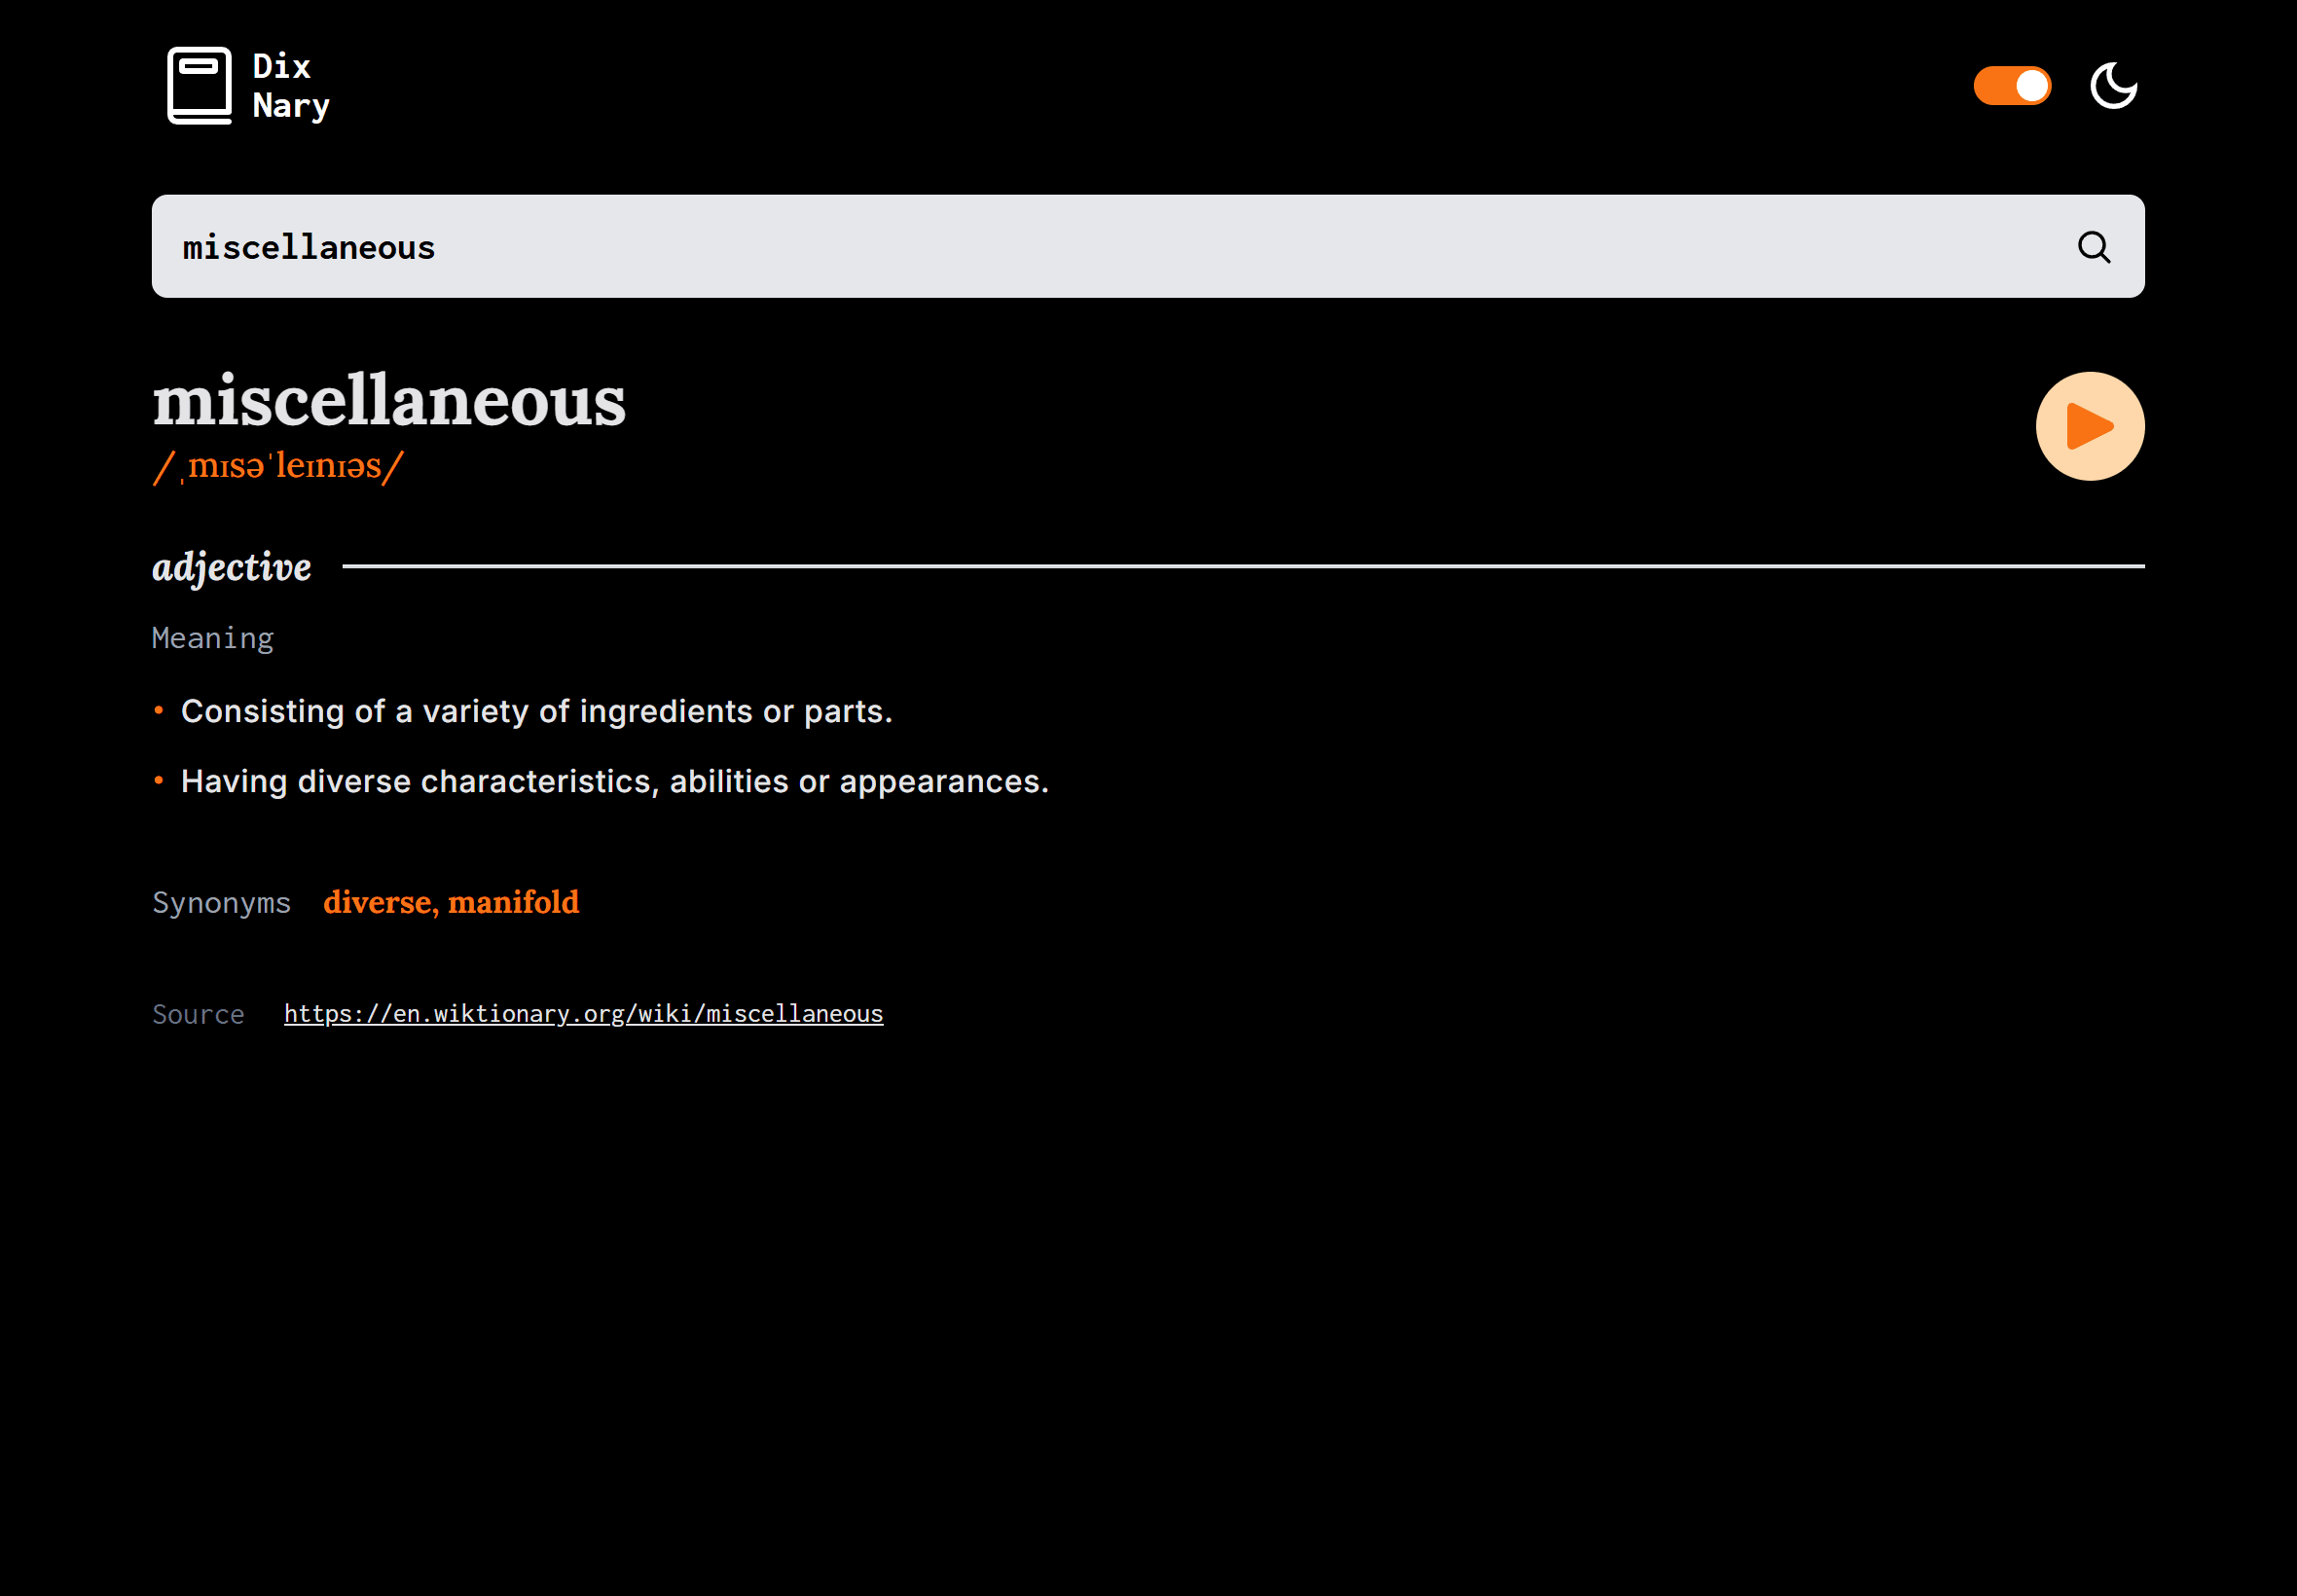 Dix
Nary
miscellaneous
miscellaneous
/ˌmɪsəˈleɪnɪəs/
adjective
Meaning
• Consisting of a variety of ingredients or parts.
• Having diverse characteristics, abilities or appearances.
Synonyms diverse, manifold
Source https://en.wiktionary.org/wiki/miscellaneous